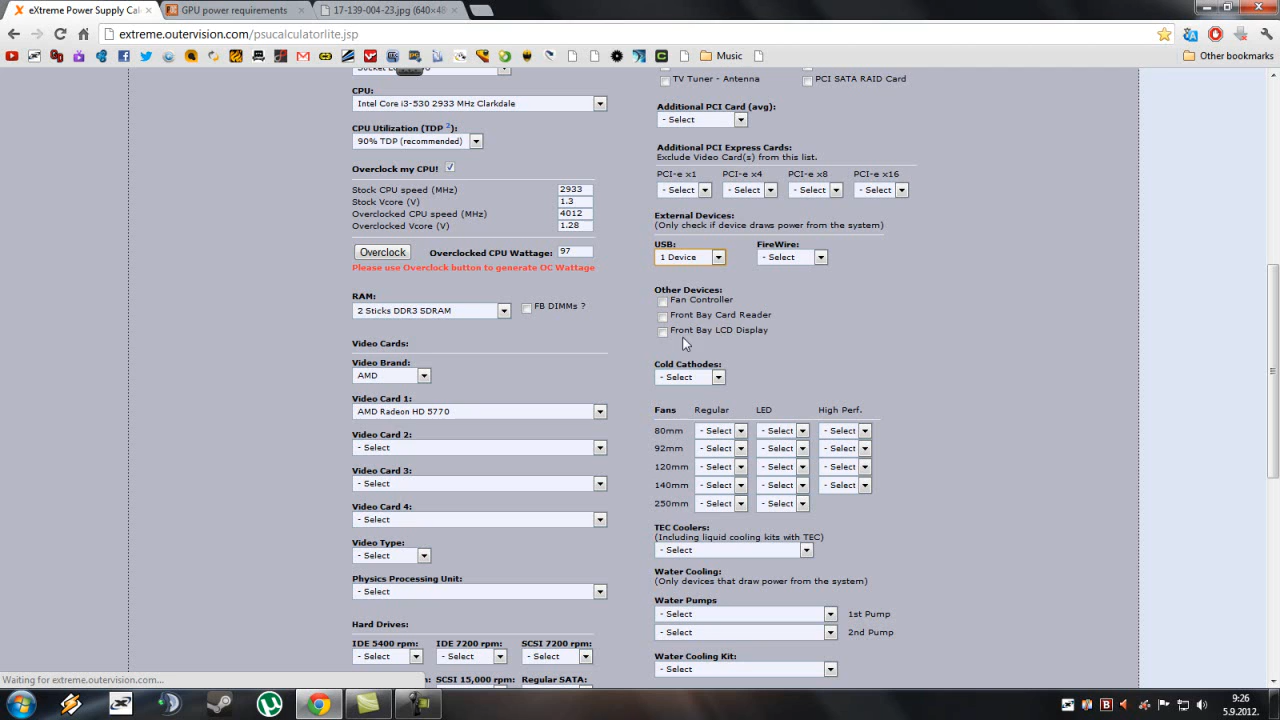 eXtreme Power Supply Cal
GPU power requirements
17-139-004-23.jpg (640×48
extreme.outervision.com/psucalculatorlite.jsp
Music
Other bookmarks
CPU:
Intel Core i3-530 2933 MHz Clarkdale
CPU Utilization (TDP ?):
90% TDP (recommended)
Overclock my CPU!
Stock CPU speed (MHz) 2933
Stock Vcore (V) 1.3
Overclocked CPU speed (MHz) 4012
Overclocked Vcore (V) 1.28
Overclock Overclocked CPU Wattage: 97
Please use Overclock button to generate OC Wattage
RAM:
2 Sticks DDR3 SDRAM FB DIMMs ?
Video Cards:
Video Brand:
AMD
Video Card 1:
AMD Radeon HD 5770
Video Card 2:
- Select
Video Card 3:
- Select
Video Card 4:
- Select
Video Type:
- Select
Physics Processing Unit:
- Select
Hard Drives:
IDE 5400 rpm: IDE 7200 rpm: SCSI 7200 rpm:
- Select - Select - Select
SCSI 15,000 rpm: Regular SATA:
TV Tuner - Antenna PCI SATA RAID Card
Additional PCI Card (avg):
- Select
Additional PCI Express Cards:
Exclude Video Card(s) from this list.
PCI-e x1 PCI-e x4 PCI-e x8 PCI-e x16
- Select - Select - Select - Select
External Devices:
(Only check if device draws power from the system)
USB: FireWire:
1 Device - Select
Other Devices:
Fan Controller
Front Bay Card Reader
Front Bay LCD Display
Cold Cathodes:
- Select
Fans Regular LED High Perf.
80mm - Select - Select - Select
92mm - Select - Select - Select
120mm - Select - Select - Select
140mm - Select - Select - Select
250mm - Select - Select
TEC Coolers:
(Including liquid cooling kits with TEC)
- Select
Water Cooling:
(Only devices that draw power from the system)
Water Pumps
- Select 1st Pump
- Select 2nd Pump
Water Cooling Kit:
- Select
Waiting for extreme.outervision.com...
9:26
5.9.2012.